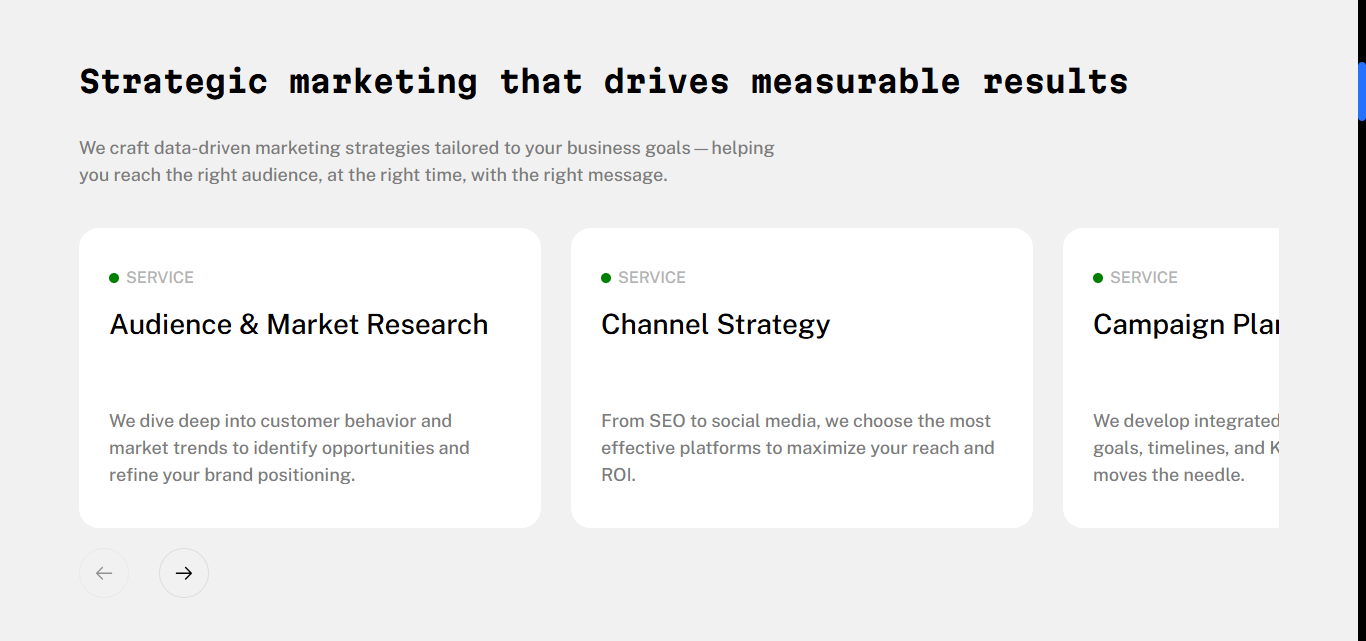 Strategic marketing that drives measurable results
We craft data-driven marketing strategies tailored to your business goals—helping
you reach the right audience, at the right time, with the right message.
SERVICE
Audience & Market Research
We dive deep into customer behavior and
market trends to identify opportunities and
refine your brand positioning.
SERVICE
Channel Strategy
From SEO to social media, we choose the most
effective platforms to maximize your reach and
ROI.
SERVICE
Campaign
We develop integrated
goals, timelines, and
moves the needle.